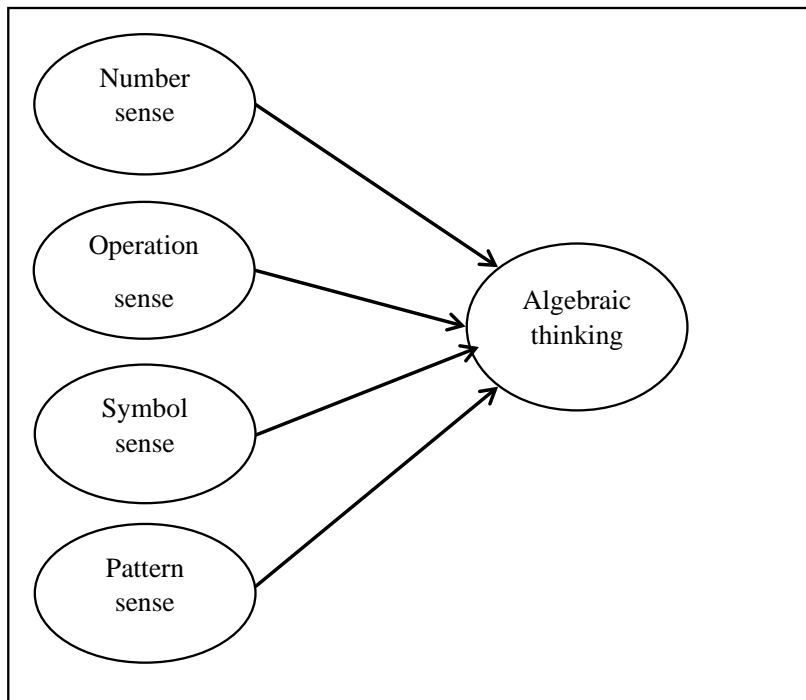 Number
sense
Operation
sense
Algebraic
thinking
Symbol
sense
Pattern
sense